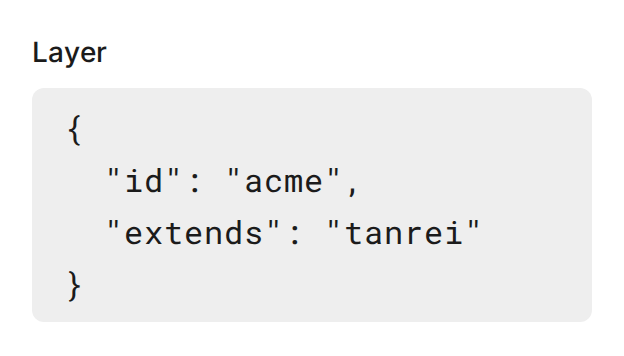 Layer
{
  "id": "acme",
  "extends": "tanrei"
}